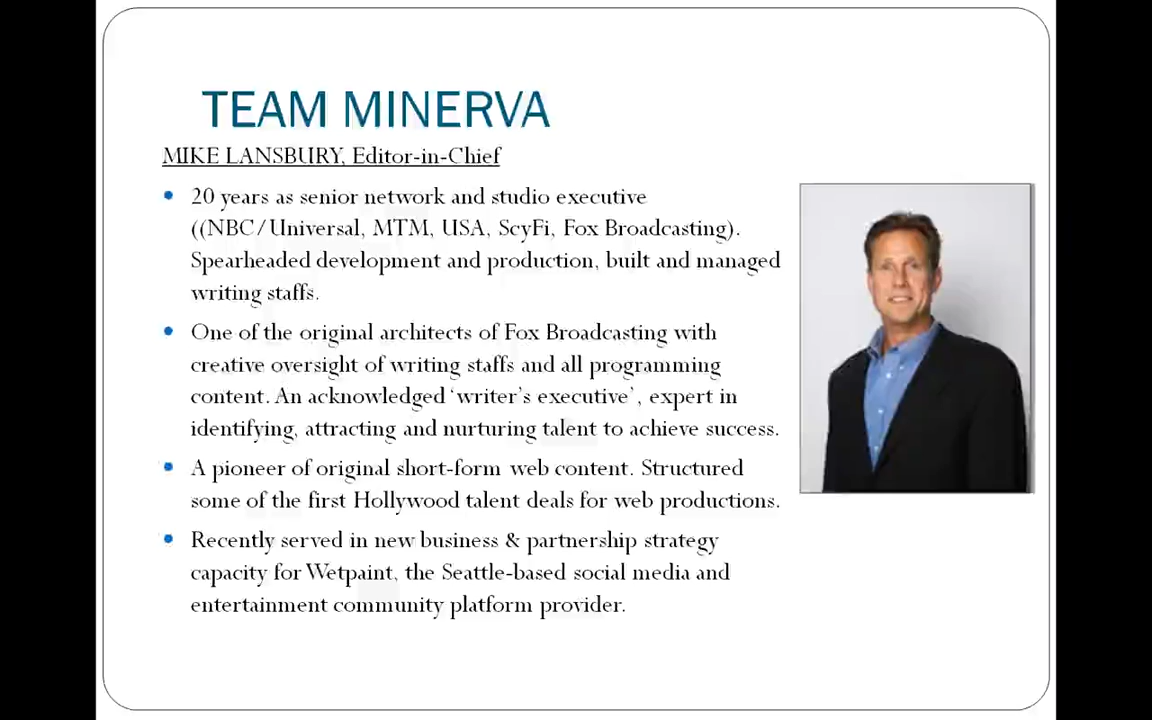 TEAM MINERVA
MIKE LANSBURY, Editor-in-Chief
• 20 years as senior network and studio executive
((NBC/Universal, MTM, USA, ScyFi, Fox Broadcasting).
Spearheaded development and production, built and managed
writing staffs.
• One of the original architects of Fox Broadcasting with
creative oversight of writing staffs and all programming
content. An acknowledged ‘writer’s executive’, expert in
identifying, attracting and nurturing talent to achieve success.
• A pioneer of original short-form web content. Structured
some of the first Hollywood talent deals for web productions.
• Recently served in new business & partnership strategy
capacity for Wetpaint, the Seattle-based social media and
entertainment community platform provider.